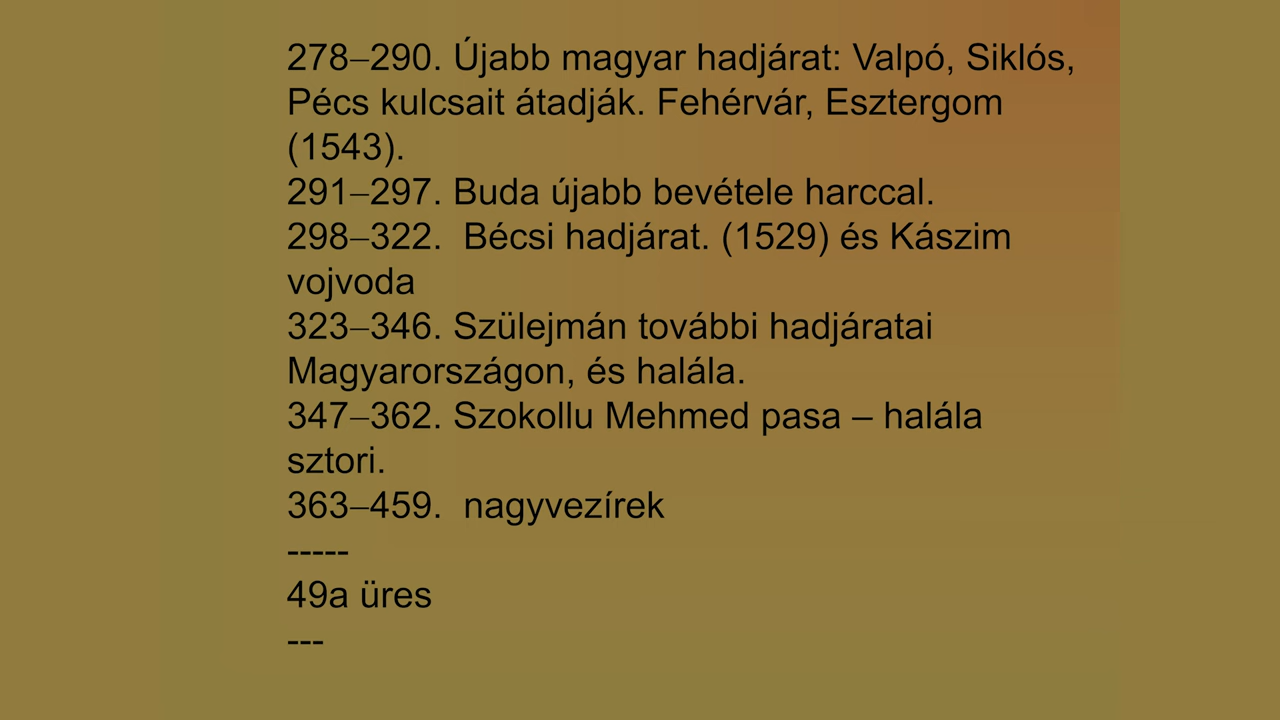 278–290. Újabb magyar hadjárat: Valpó, Siklós,
Pécs kulcsait átadják. Fehérvár, Esztergom
(1543).
291–297. Buda újabb bevétele harccal.
298–322.  Bécsi hadjárat. (1529) és Kászim
vojvoda
323–346. Szülejmán további hadjáratai
Magyarországon, és halála.
347–362. Szokollu Mehmed pasa – halála
sztori.
363–459.  nagyvezírek
-----
49a üres
---